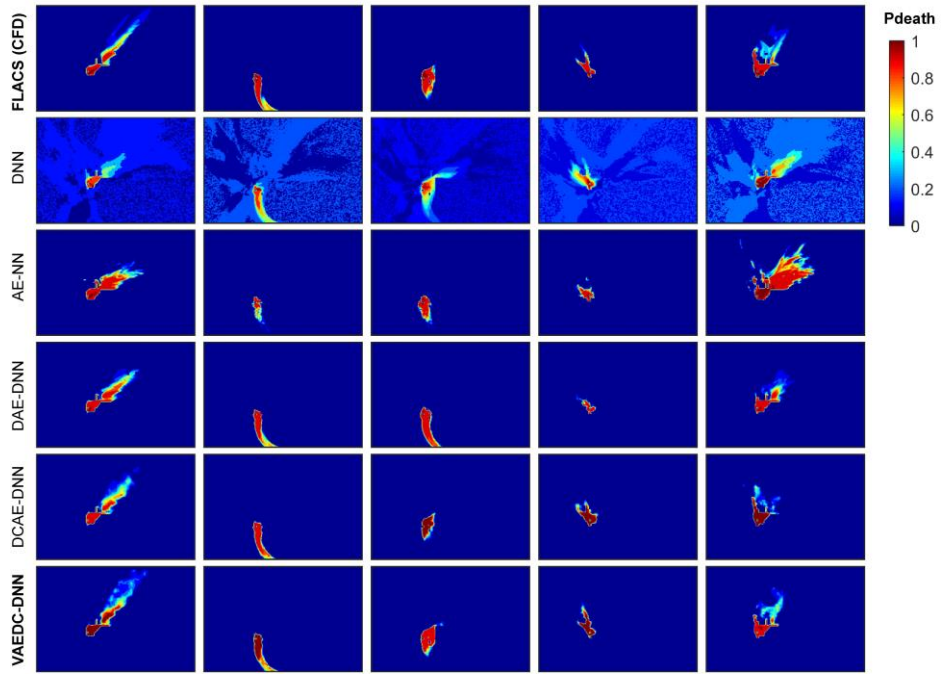 Pdeath
FLACS (CFD)
1
0.8
0.6
0.4
0.2
0
DNN
AE-NN
DAE-DNN
DCAE-DNN
VAEDC-DNN